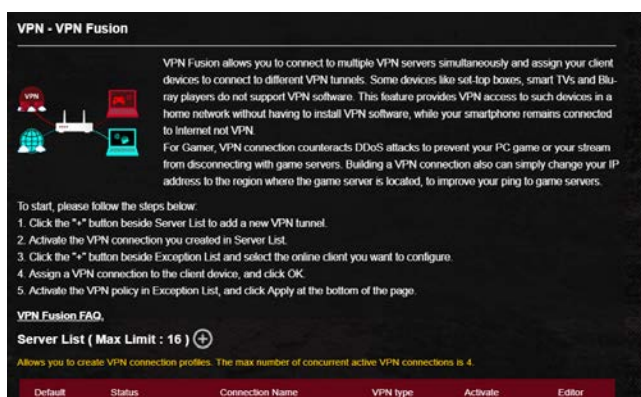 VPN - VPN Fusion
VPN Fusion allows you to connect to multiple VPN servers simultaneously and assign your client
devices to connect to different VPN tunnels. Some devices like set-top boxes, smart TVs and Blu-
ray players do not support VPN software. This feature provides VPN access to such devices in a
home network without having to install VPN software, while your smartphone remains connected
to Internet not VPN.
For Gamer, VPN connection counteracts DDoS attacks to prevent your PC game or your stream
from disconnecting with game servers. Building a VPN connection also can simply change your IP
address to the region where the game server is located, to improve your ping to game servers.
VPN
To start, please follow the steps below:
1. Click the "+" button beside Server List to add a new VPN tunnel.
2. Activate the VPN connection you created in Server List.
3. Click the "+" button beside Exception List and select the online client you want to configure.
4. Assign a VPN connection to the client device, and click OK.
5. Activate the VPN policy in Exception List, and click Apply at the bottom of the page.
VPN Fusion FAQ.
Server List ( Max Limit : 16 )
Allows you to create VPN connection profiles. The max number of concurrent active VPN connections is 4.
Default Status Connection Name VPN type Activate Editor